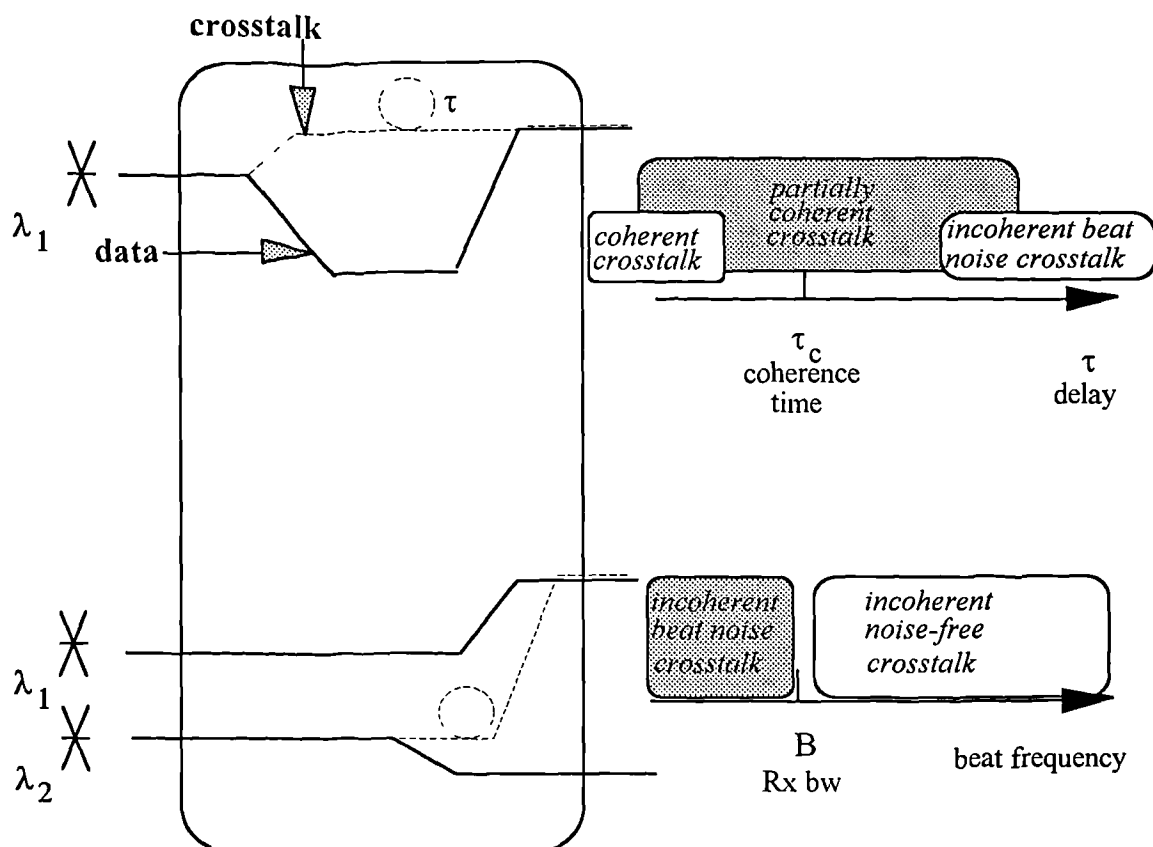 crosstalk
τ
λ1
data
partially
coherent
crosstalk
coherent
crosstalk
incoherent beat
noise crosstalk
τc
coherence
time
τ
delay
λ1
λ2
incoherent
beat noise
crosstalk
incoherent
noise-free
crosstalk
B
Rx bw
beat frequency